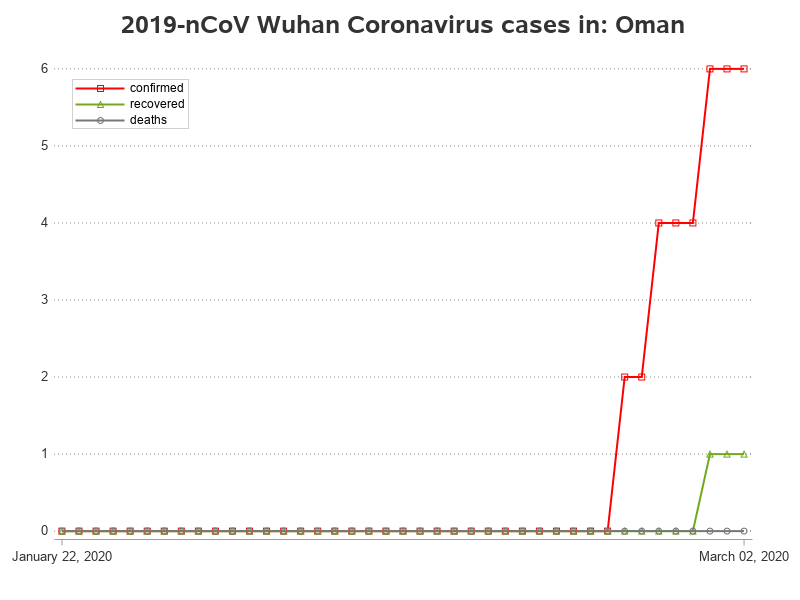 2019-nCoV Wuhan Coronavirus cases in: Oman
6
confirmed
recovered
deaths
5
4
3
2
1
0
January 22, 2020
March 02, 2020